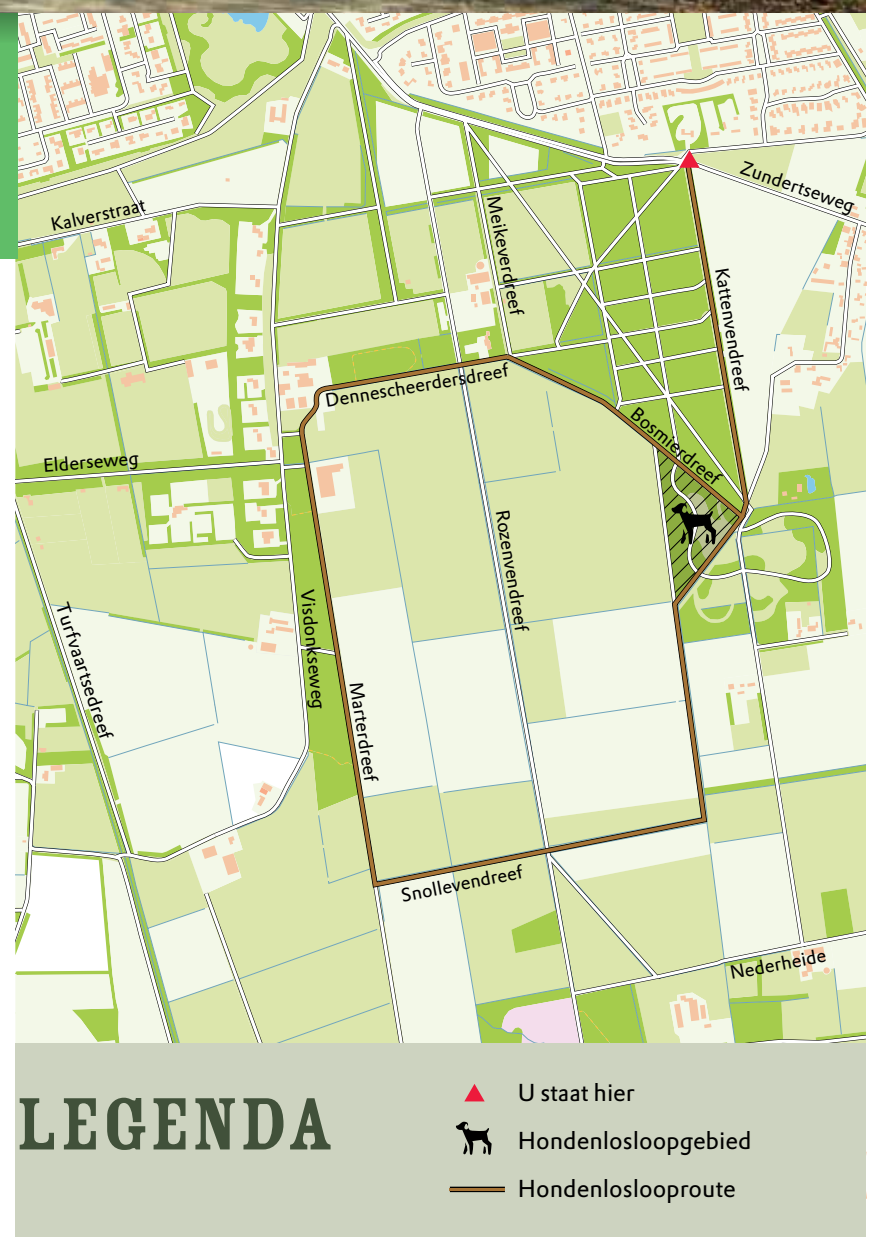 Kalverstraat
Zundertseweg
Meikeverdreef
Kattenvendreef
Dennescheerdersdreef
Bosmierdreef
Elderseweg
Rozenvendreef
Visdonkseweg
Turfvaartsedreef
Marterdreef
Snollevendreef
Nederheide
LEGENDA
U staat hier
Hondenlosloopgebied
Hondenloslooproute